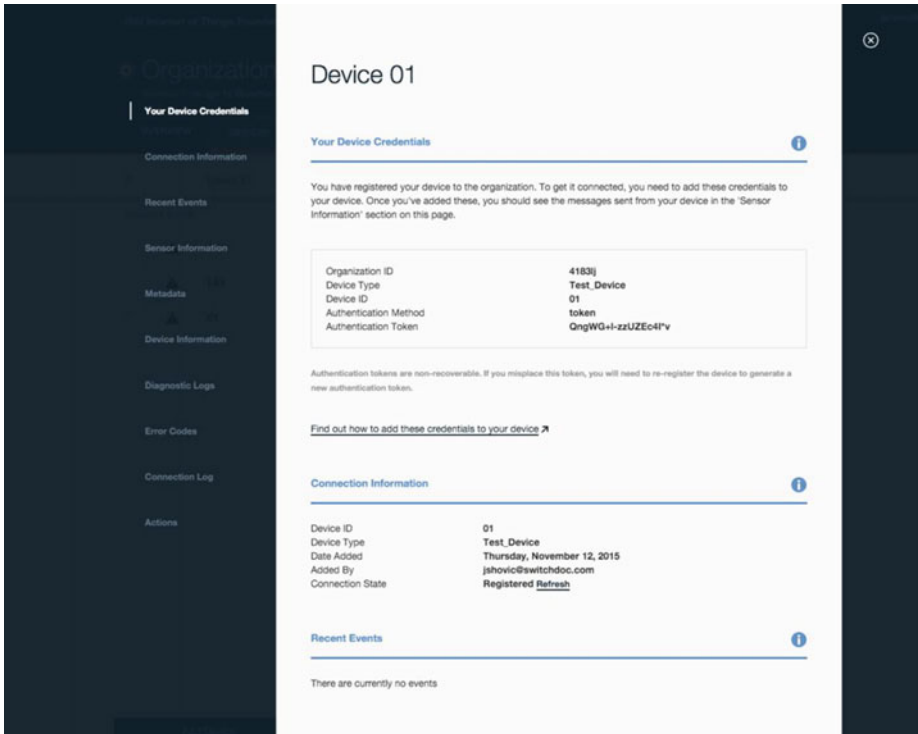 Organization
Device 01
Your Device Credentials
Connection Information
Recent Events
Sensor Information
Metadata
Device Information
Diagnostic Logs
Error Codes
Connection Log
Actions
Your Device Credentials
You have registered your device to the organization. To get it connected, you need to add these credentials to
your device. Once you've added these, you should see the messages sent from your device in the 'Sensor
Information' section on this page.
Organization ID 4183lj
Device Type Test_Device
Device ID 01
Authentication Method token
Authentication Token QngWG+l-zzUZEc4l*v
Authentication tokens are non-recoverable. If you misplace this token, you will need to re-register the device to generate a
new authentication token.
Find out how to add these credentials to your device
Connection Information
Device ID 01
Device Type Test_Device
Date Added Thursday, November 12, 2015
Added By jshovic@switchdoc.com
Connection State Registered Refresh
Recent Events
There are currently no events